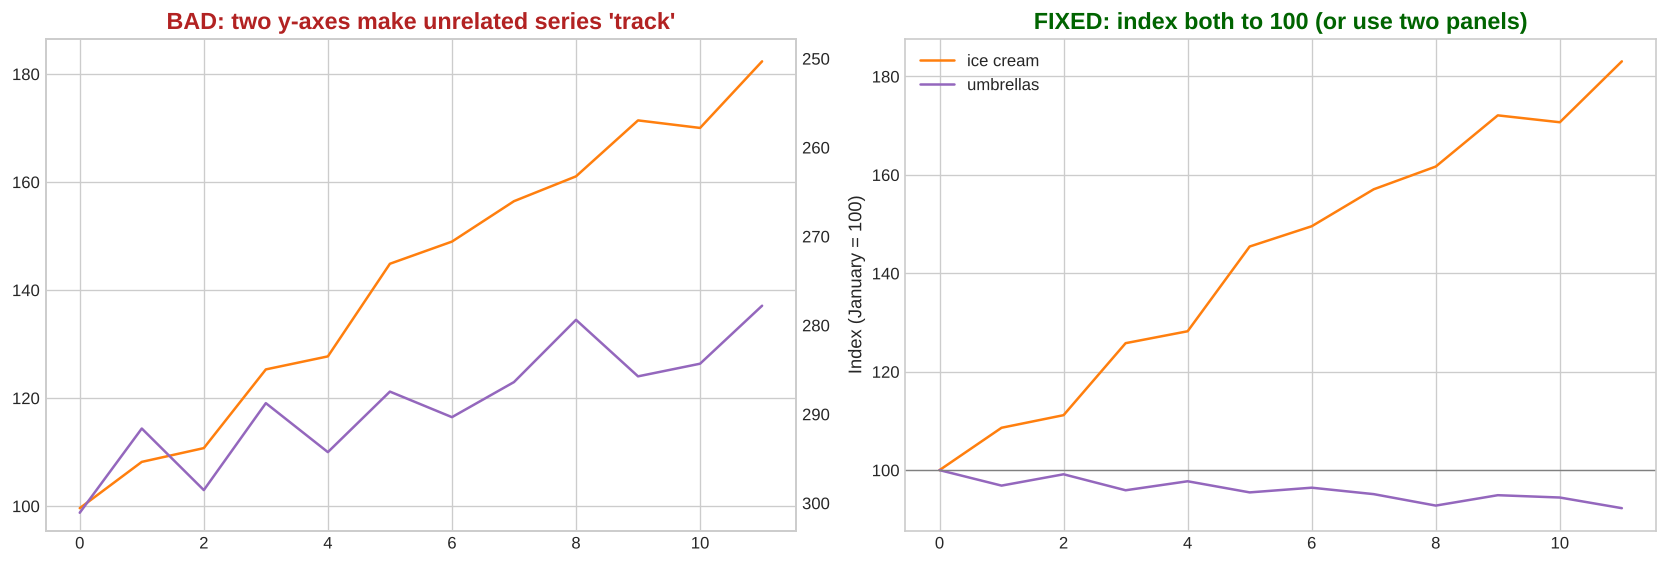 BAD: two y-axes make unrelated series 'track'
180
160
140
120
100
250
260
270
280
290
300
0 2 4 6 8 10
FIXED: index both to 100 (or use two panels)
ice cream
umbrellas
Index (January = 100)
180
160
140
120
100
0 2 4 6 8 10